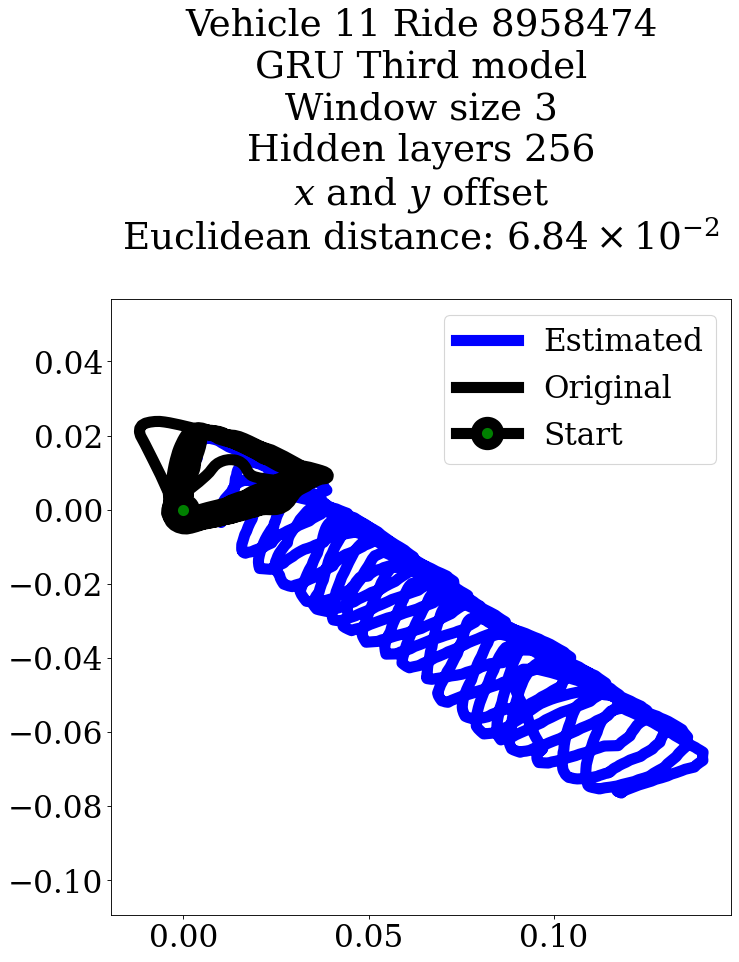 Vehicle 11 Ride 8958474
GRU Third model
Window size 3
Hidden layers 256
x and y offset
Euclidean distance: 6.84 × 10⁻²
Estimated
Original
Start
0.04
0.02
0.00
−0.02
−0.04
−0.06
−0.08
−0.10
0.00 0.05 0.10